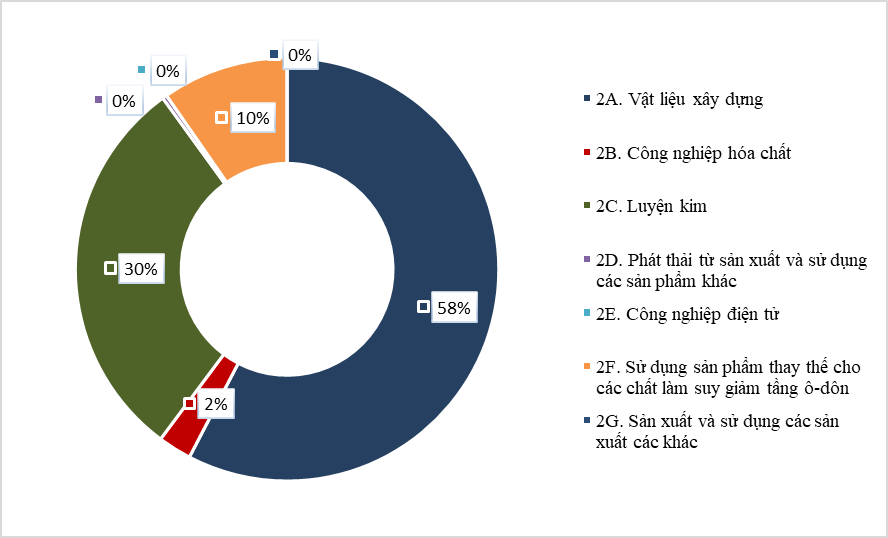 0%
0%
0%
10%
30%
58%
2%
2A. Vật liệu xây dựng
2B. Công nghiệp hóa chất
2C. Luyện kim
2D. Phát thải từ sản xuất và sử dụng
các sản phẩm khác
2E. Công nghiệp điện tử
2F. Sử dụng sản phẩm thay thế cho
các chất làm suy giảm tầng ô-dôn
2G. Sản xuất và sử dụng các sản
xuất các khác